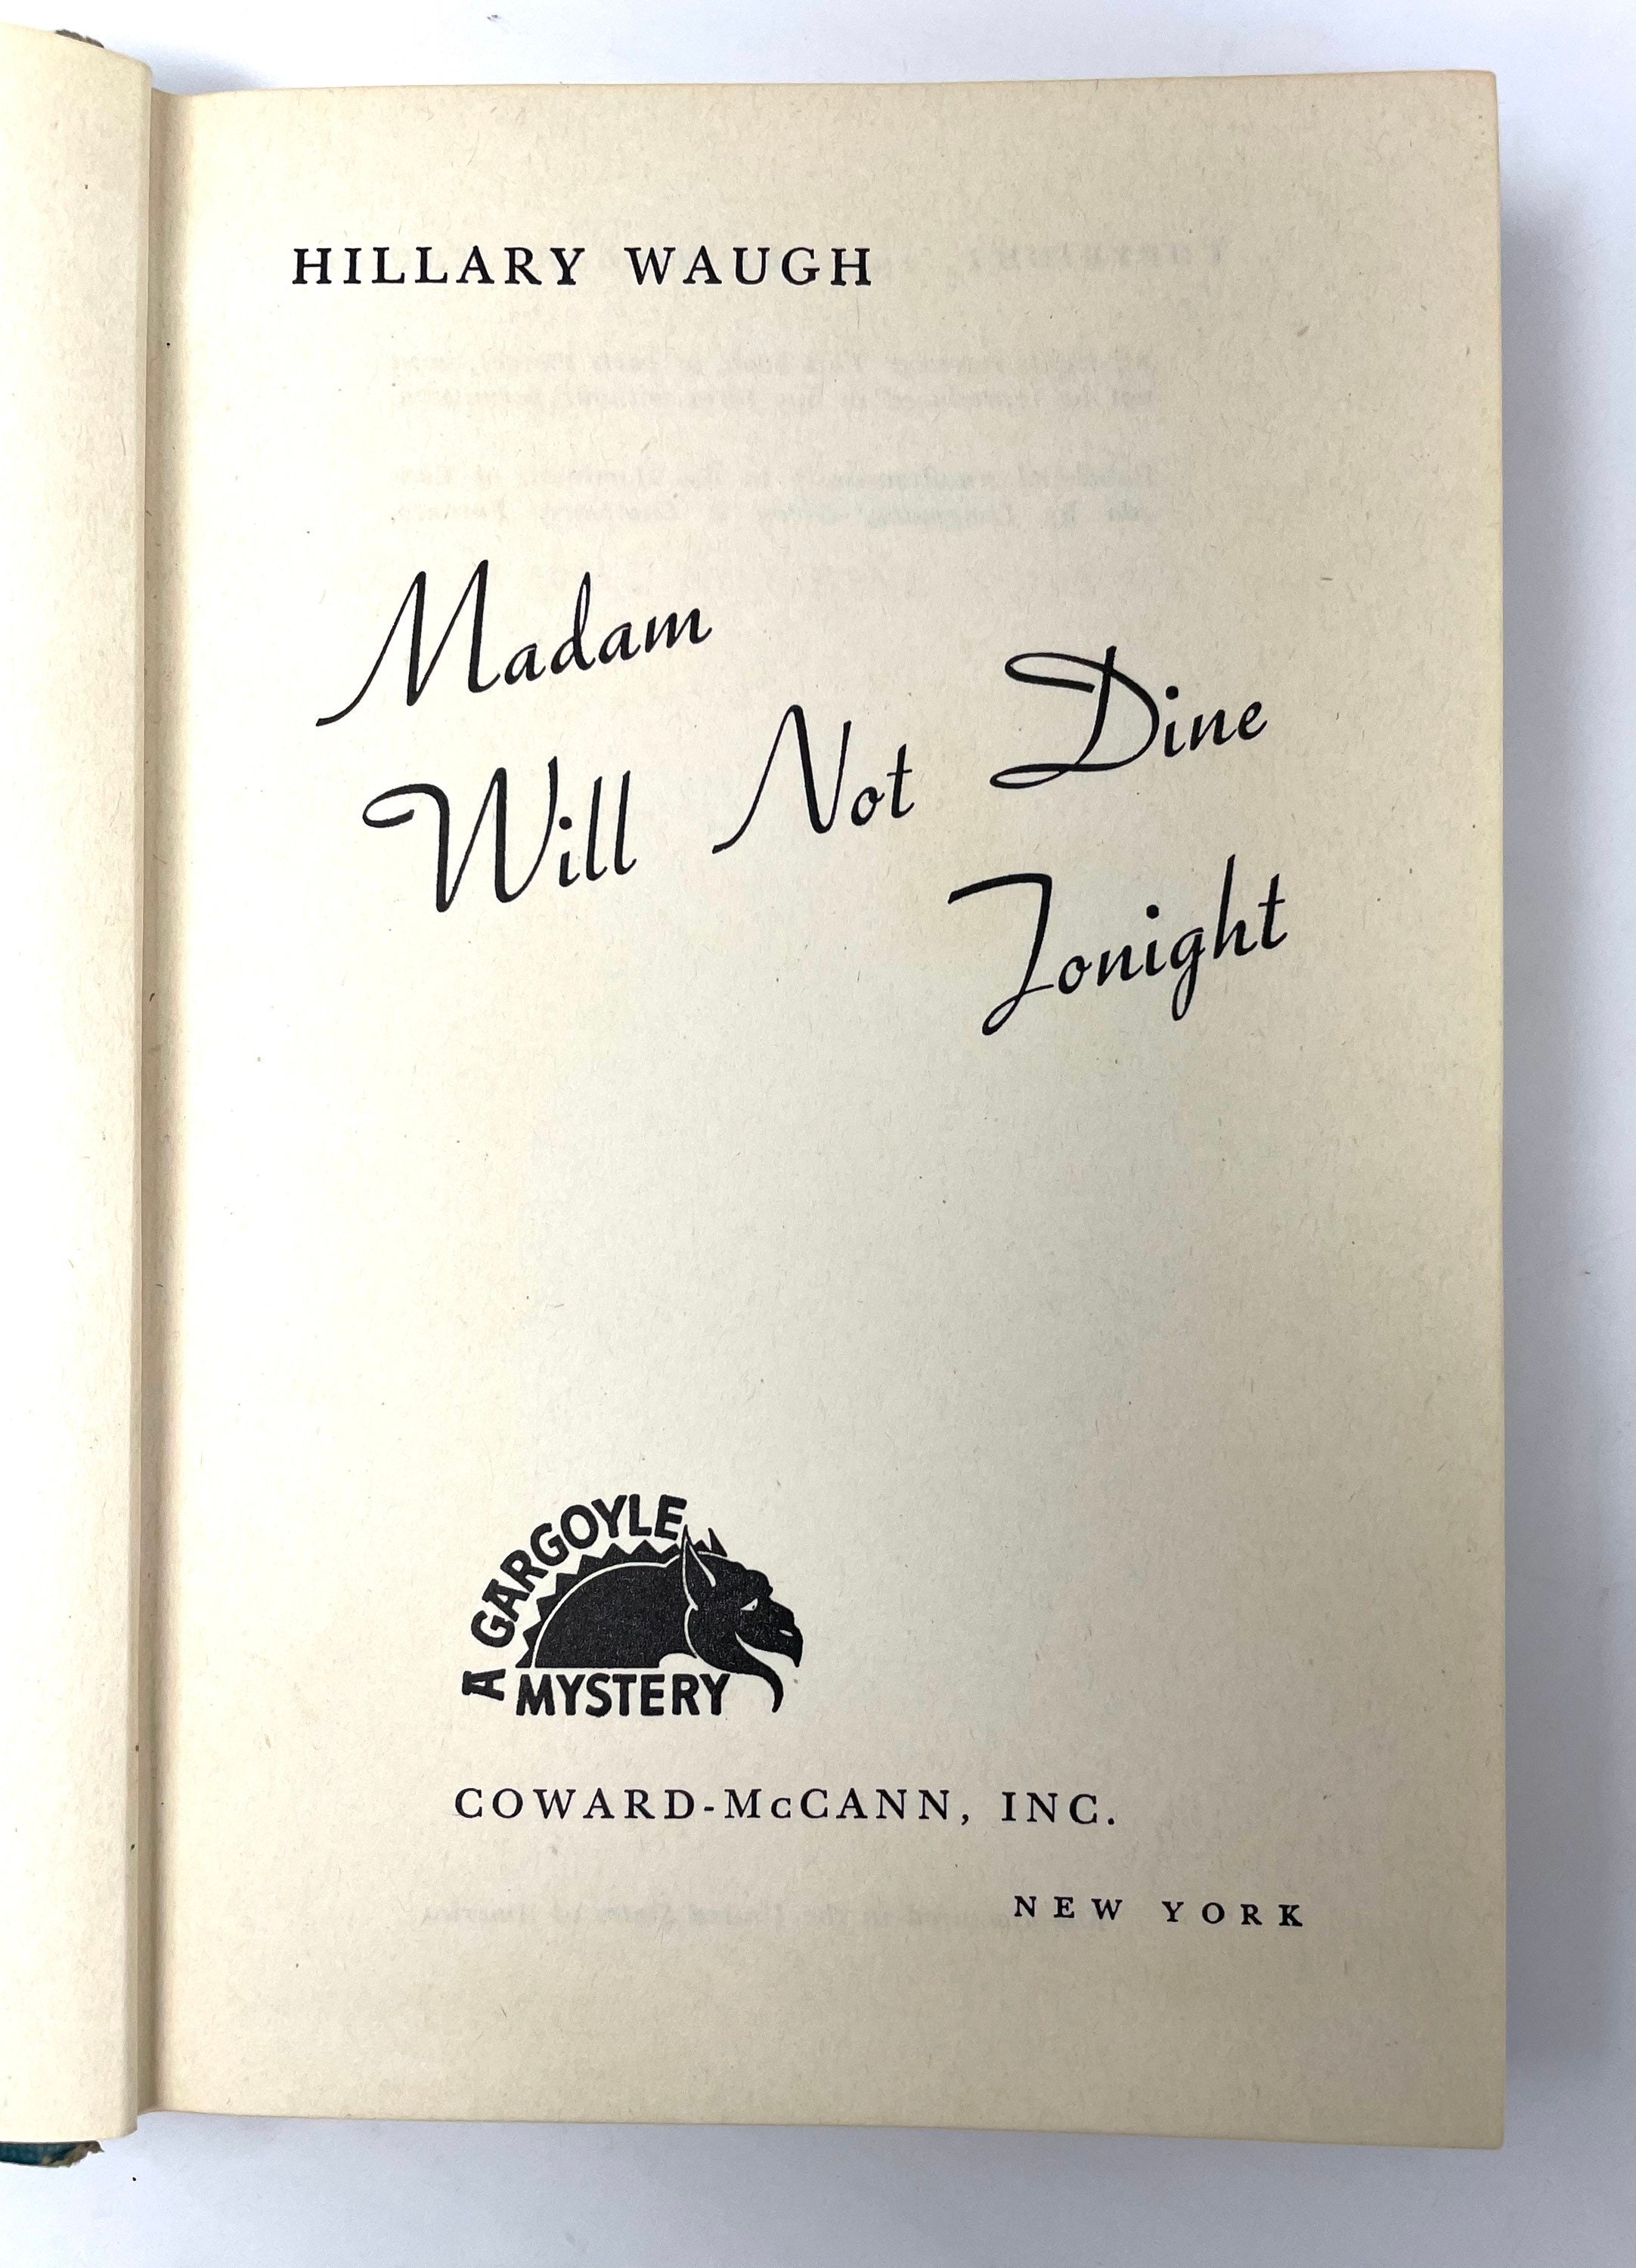 HILLARY WAUGH
Madam
Will Not Dine
Tonight
A GARGOYLE
MYSTERY
COWARD-McCANN, INC.
NEW YORK